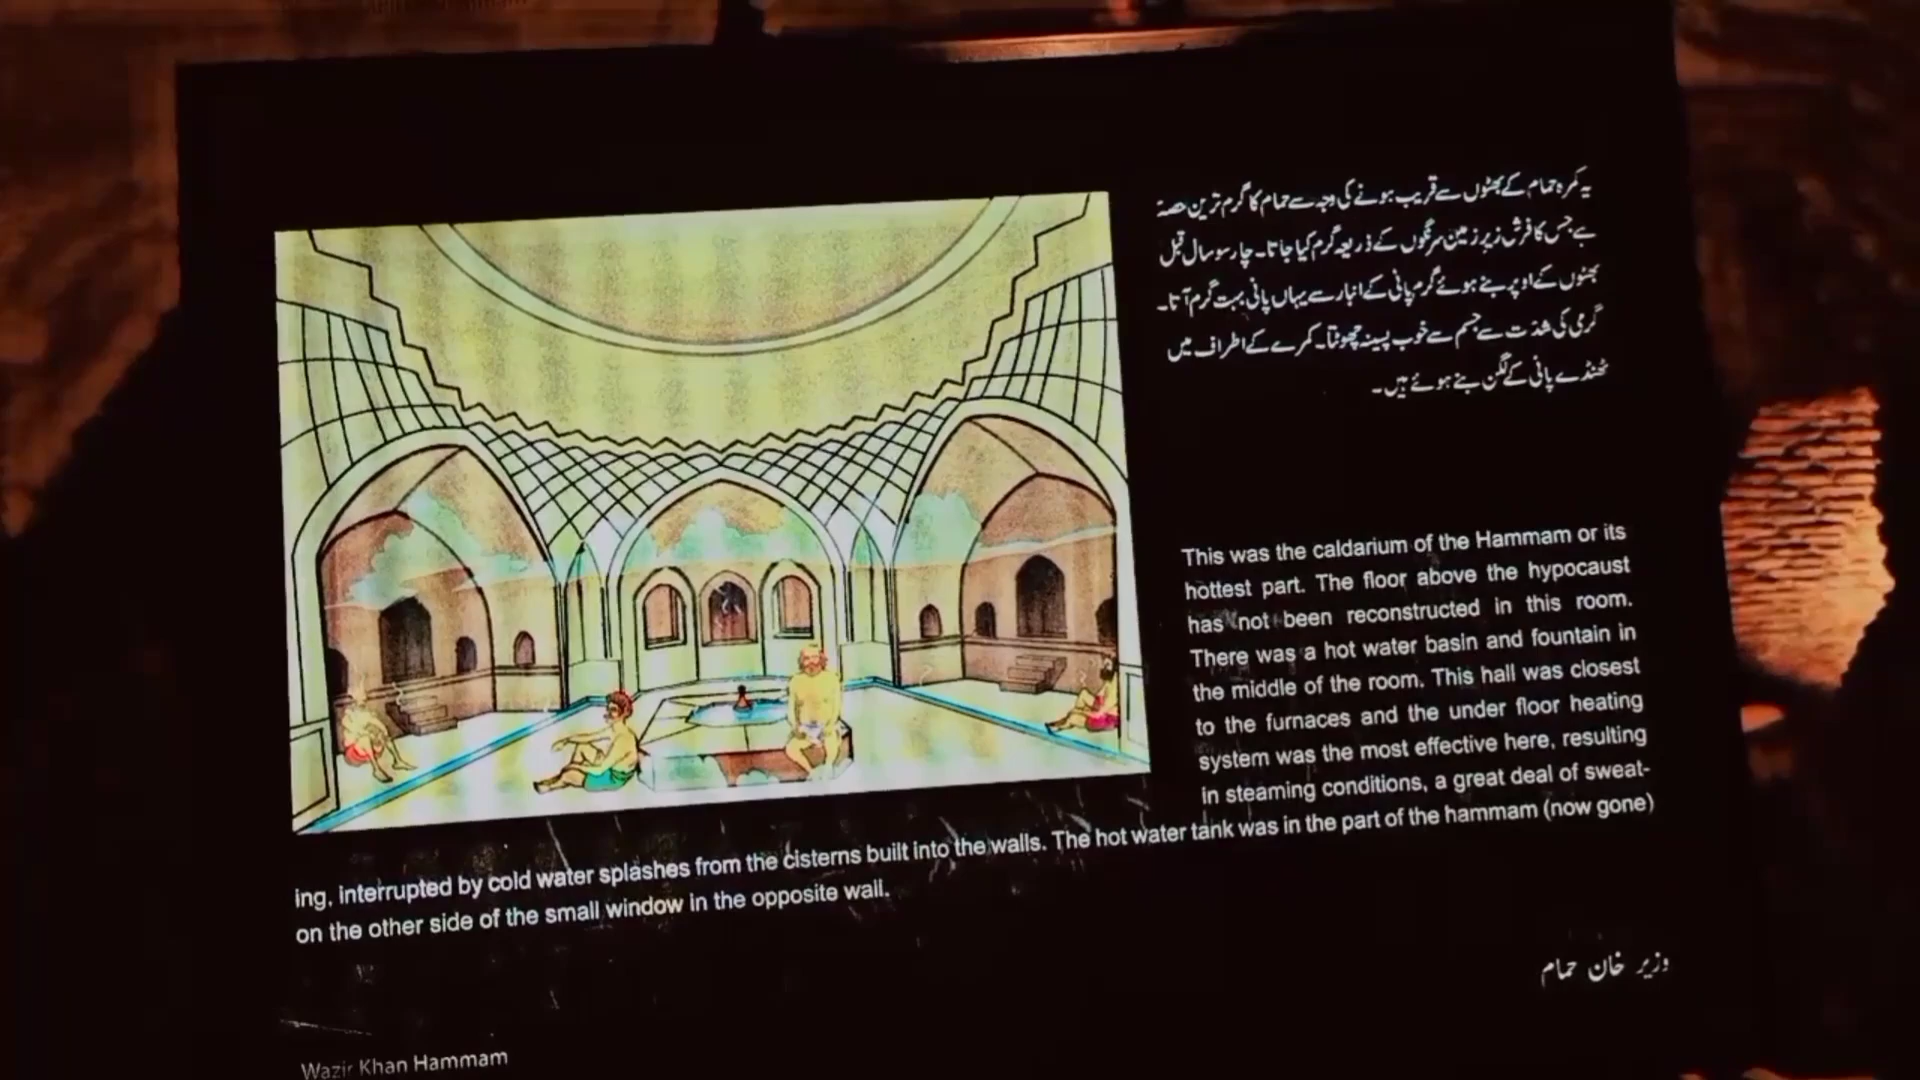 یہ کمرہ حمام کے بھٹوں سے قریب ہونے کی وجہ سے حمام کا گرم ترین حصہ
ہے جس کا فرش زیر زمین سرنگوں کے ذریعہ گرم کیا جاتا۔ چار سو سال قبل
بھٹوں کے اوپر بنے ہوئے گرم پانی کے انبار سے یہاں پانی بہت گرم آتا۔
گرمی کی شدت سے جسم سے خوب پسینہ چھوٹتا۔ کمرے کے اطراف میں
ٹھنڈے پانی کے لگن بنے ہوئے ہیں۔
This was the caldarium of the Hammam or its
hottest part. The floor above the hypocaust
has not been reconstructed in this room.
There was a hot water basin and fountain in
the middle of the room. This hall was closest
to the furnaces and the under floor heating
system was the most effective here, resulting
in steaming conditions, a great deal of sweat-
ing, interrupted by cold water splashes from the cisterns built into the walls. The hot water tank was in the part of the hammam (now gone)
on the other side of the small window in the opposite wall.
وزیر خان حمام
Wazir Khan Hammam